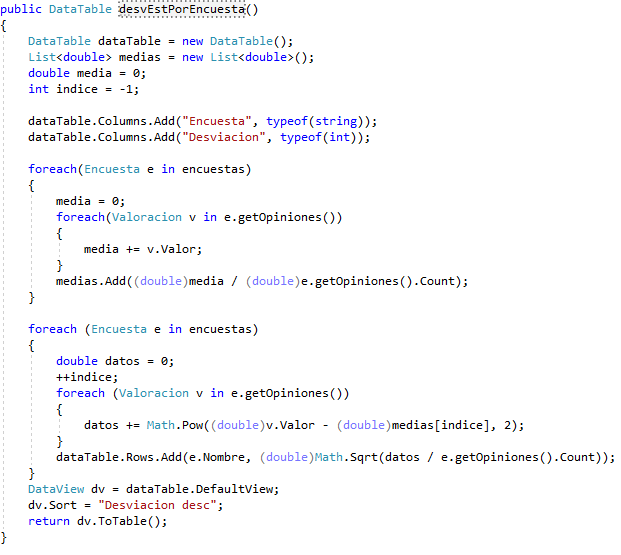 public DataTable desvEstPorEncuesta()
{
    DataTable dataTable = new DataTable();
    List<double> medias = new List<double>();
    double media = 0;
    int indice = -1;

    dataTable.Columns.Add("Encuesta", typeof(string));
    dataTable.Columns.Add("Desviacion", typeof(int));

    foreach(Encuesta e in encuestas)
    {
        media = 0;
        foreach(Valoracion v in e.getOpiniones())
        {
            media += v.Valor;
        }
        medias.Add((double)media / (double)e.getOpiniones().Count);
    }

    foreach (Encuesta e in encuestas)
    {
        double datos = 0;
        ++indice;
        foreach (Valoracion v in e.getOpiniones())
        {
            datos += Math.Pow((double)v.Valor - (double)medias[indice], 2);
        }
        dataTable.Rows.Add(e.Nombre, (double)Math.Sqrt(datos / e.getOpiniones().Count));
    }
    DataView dv = dataTable.DefaultView;
    dv.Sort = "Desviacion desc";
    return dv.ToTable();
}